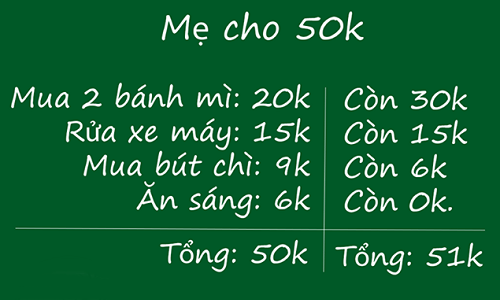 Mẹ cho 50k
Mua 2 bánh mì: 20k Còn 30k
Rửa xe máy: 15k Còn 15k
Mua bút chì: 9k Còn 6k
Ăn sáng: 6k Còn 0k.
Tổng: 50k Tổng: 51k